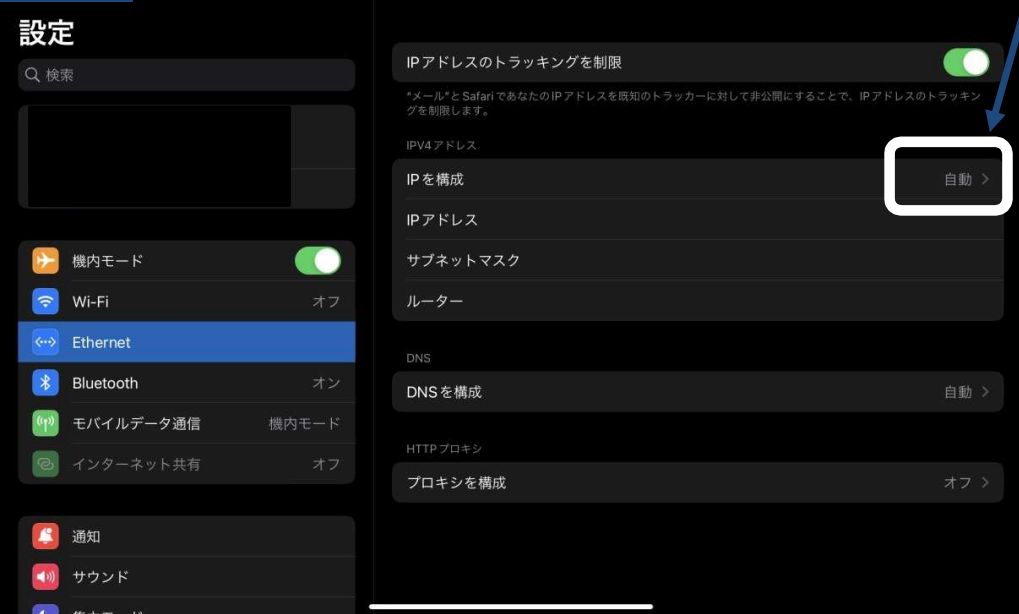 設定
検索
機内モード
Wi-Fi オフ
Ethernet
Bluetooth オン
モバイルデータ通信 機内モード
インターネット共有 オフ
通知
サウンド
IPアドレスのトラッキングを制限
"メール"とSafariであなたのIPアドレスを既知のトラッカーに対して非公開にすることで、IPアドレスのトラッキン
グを制限します。
IPV4アドレス
IPを構成 自動
IPアドレス
サブネットマスク
ルーター
DNS
DNSを構成 自動
HTTPプロキシ
プロキシを構成 オフ